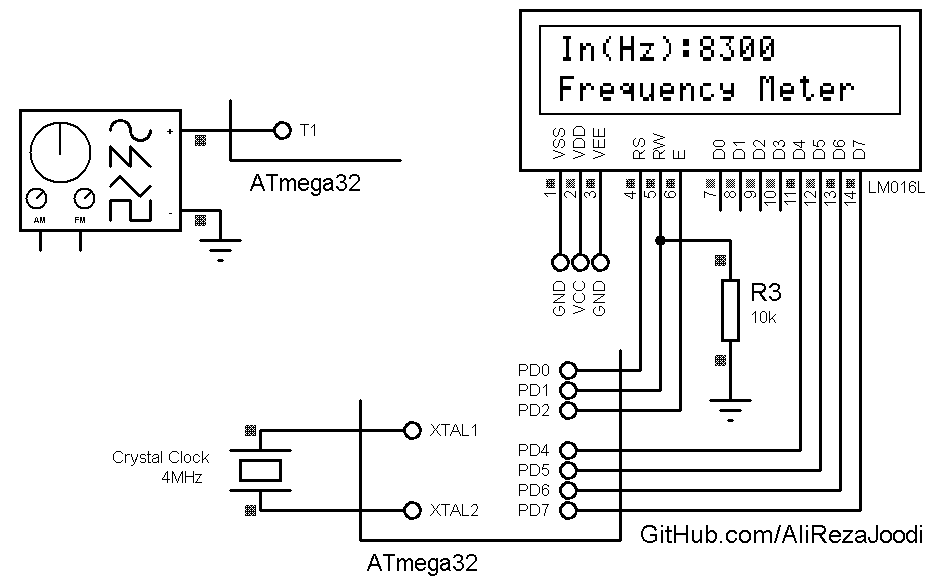 In(Hz):8300
Frequency Meter
VSS
VDD
VEE
RS
RW
E
D0
D1
D2
D3
D4
D5
D6
D7
1
2
3
4
5
6
7
8
9
10
11
12
13
14
LM016L
+
T1
ATmega32
AM
FM
-
GND
VCC
GND
R3
10k
PD0
PD1
PD2
PD4
PD5
PD6
PD7
XTAL1
Crystal Clock
4MHz
XTAL2
GitHub.com/AliRezaJoodi
ATmega32